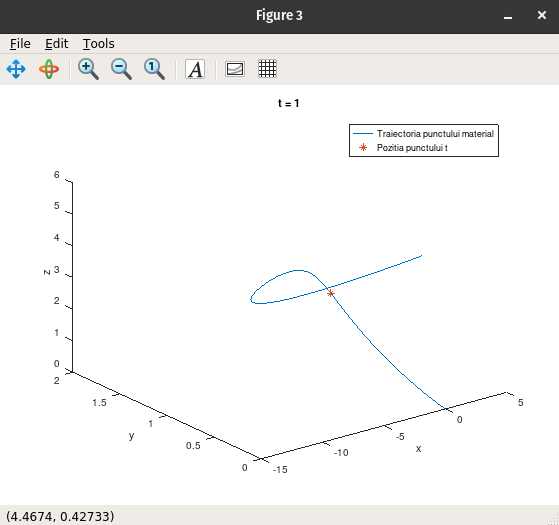 Figure 3
File Edit Tools
A
t = 1
Traiectoria punctului material
Pozitia punctului t
6
5
4
3
2
1
0
z
2
1.5
1
0.5
0
y
-15
-10
-5
0
5
x
(4.4674, 0.42733)